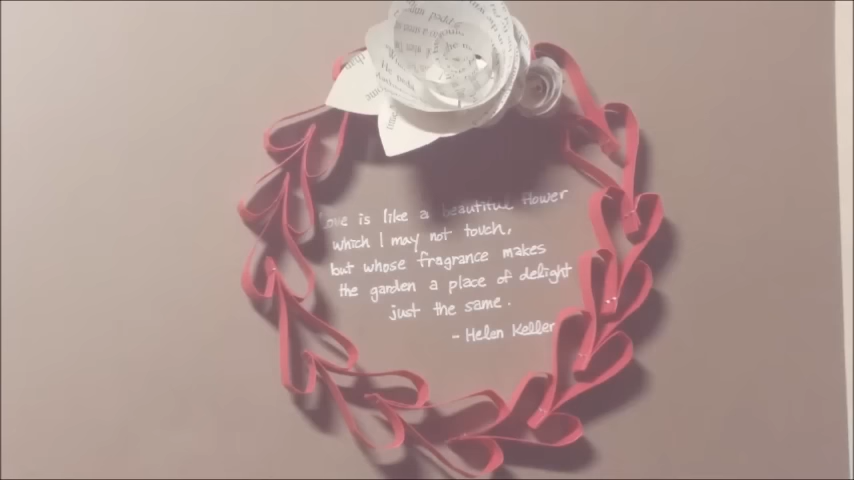 Love is like a beautiful flower
which I may not touch,
but whose fragrance makes
the garden a place of delight
just the same.
- Helen Keller